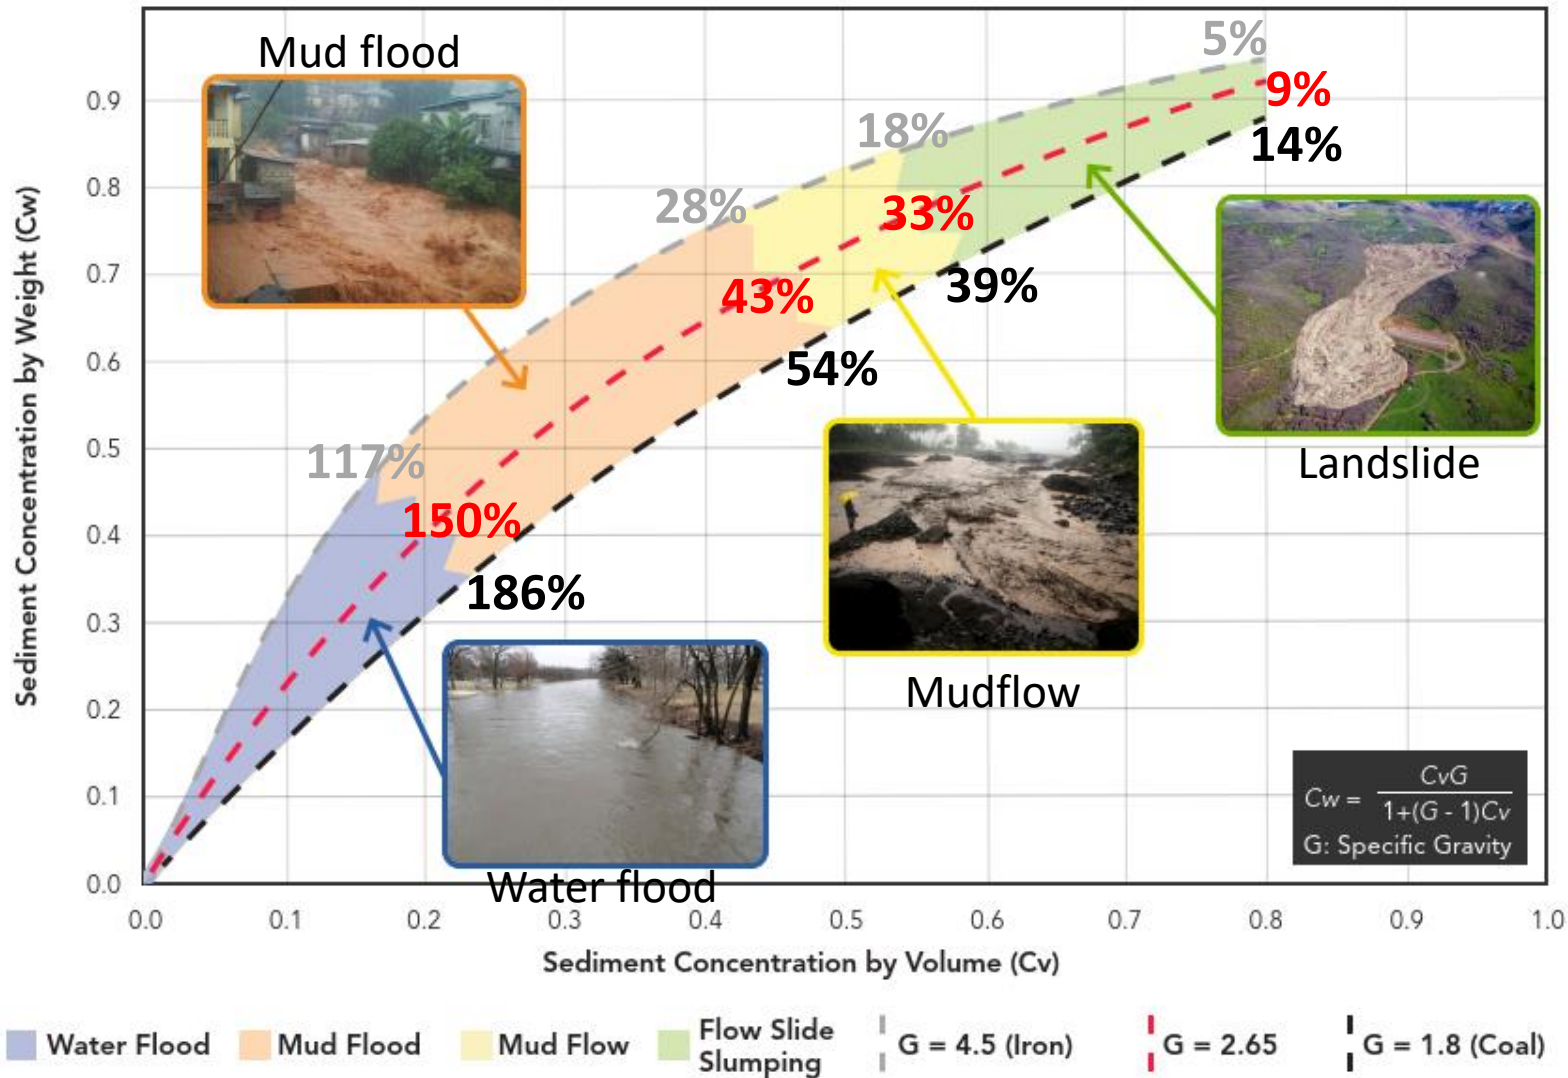 Mud flood
5%
9%
14%
18%
28%
33%
39%
43%
54%
117%
150%
186%
Landslide
Mudflow
Water flood
Sediment Concentration by Weight (Cw)
0.9
0.8
0.7
0.6
0.5
0.4
0.3
0.2
0.1
0.0
0.0 0.1 0.2 0.3 0.4 0.5 0.6 0.7 0.8 0.9 1.0
Sediment Concentration by Volume (Cv)
Cw = CvG
1+(G - 1)Cv
G: Specific Gravity
Water Flood
Mud Flood
Mud Flow
Flow Slide
Slumping
G = 4.5 (Iron)
G = 2.65
G = 1.8 (Coal)